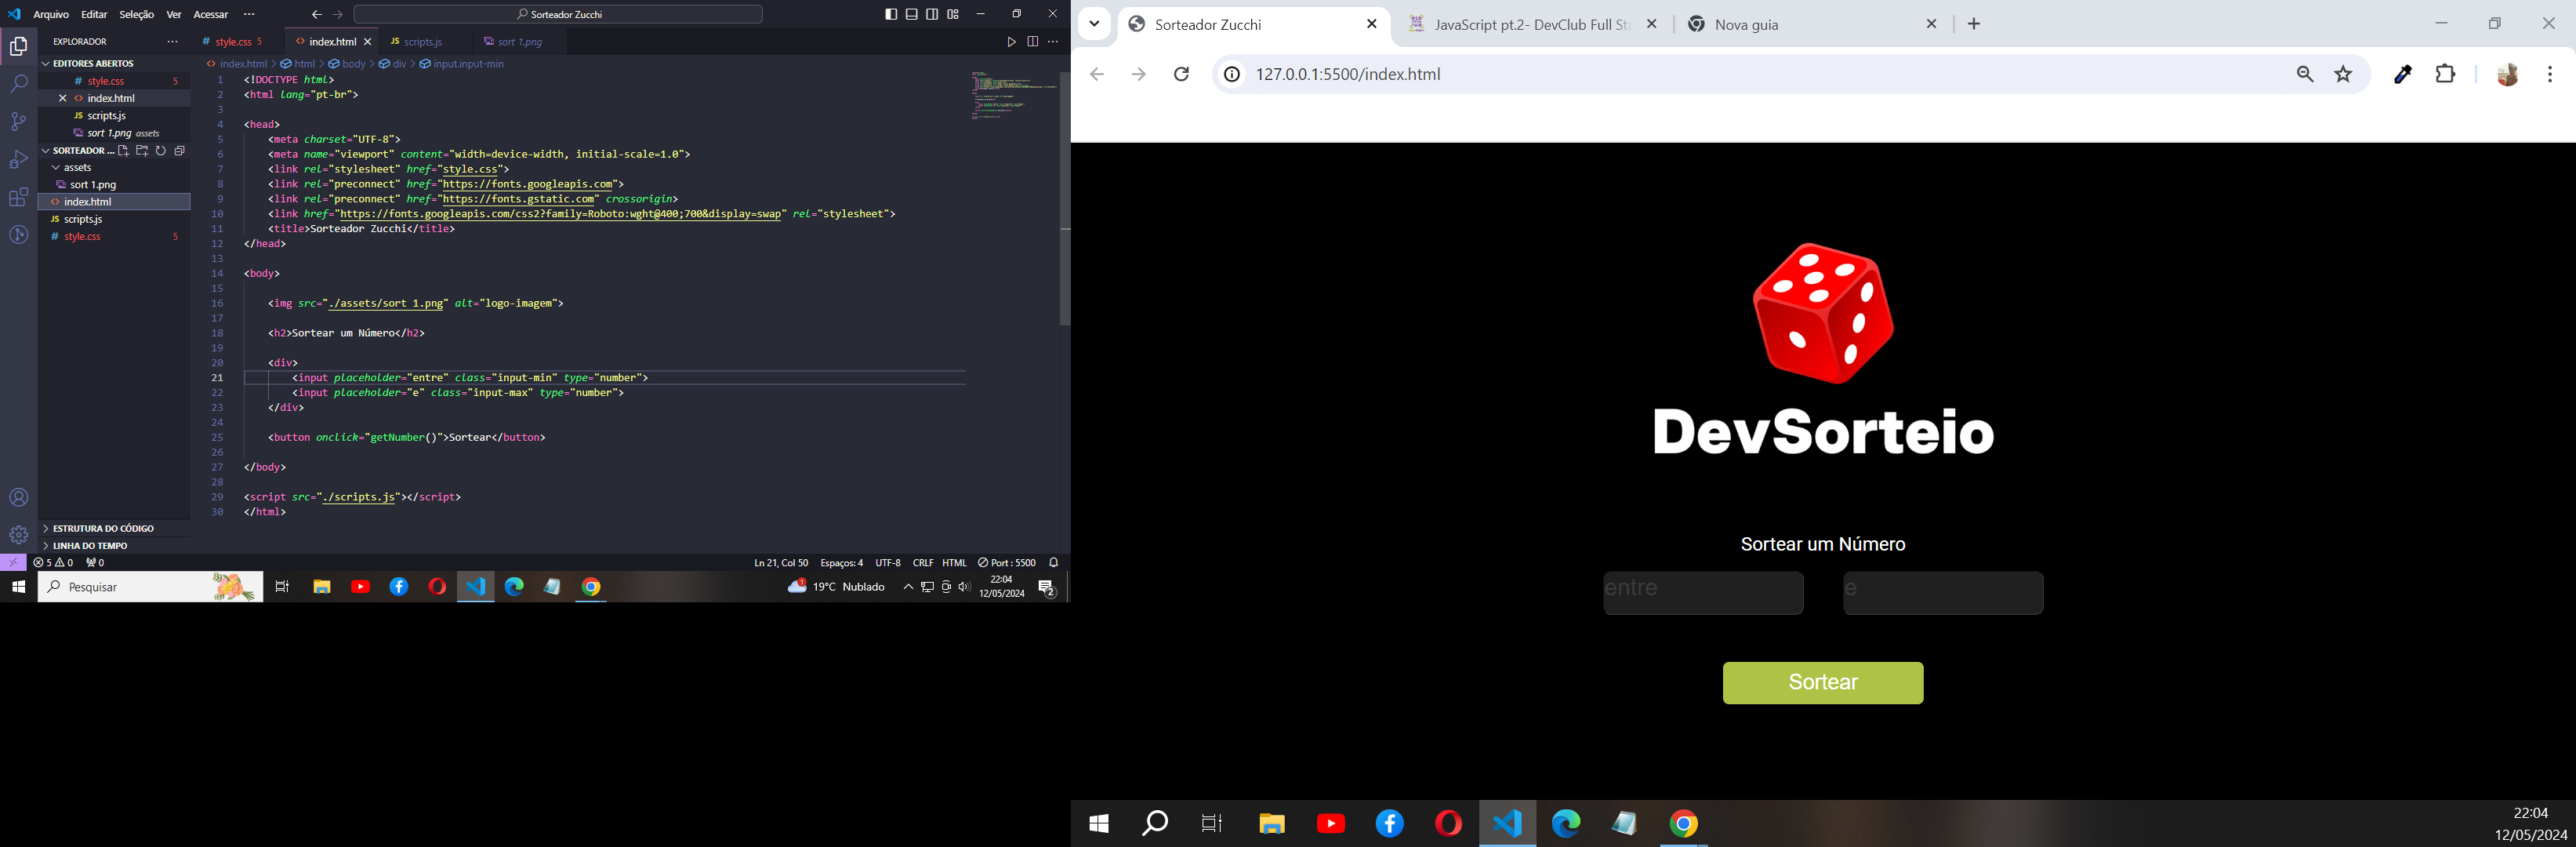 Arquivo Editar Seleção Ver Acessar ··· Sorteador Zucchi
EXPLORADOR ···
EDITORES ABERTOS
# style.css 5
index.html
JS scripts.js
sort 1.png assets
SORTEADOR ...
assets
sort 1.png
index.html
JS scripts.js
# style.css 5
ESTRUTURA DO CÓDIGO
LINHA DO TEMPO
# style.css 5 <> index.html JS scripts.js sort 1.png
<> index.html > html > body > div > input.input-min
1 <!DOCTYPE html>
2 <html lang="pt-br">
3
4 <head>
5 <meta charset="UTF-8">
6 <meta name="viewport" content="width=device-width, initial-scale=1.0">
7 <link rel="stylesheet" href="style.css">
8 <link rel="preconnect" href="https://fonts.googleapis.com">
9 <link rel="preconnect" href="https://fonts.gstatic.com" crossorigin>
10 <link href="https://fonts.googleapis.com/css2?family=Roboto:wght@400;700&display=swap" rel="stylesheet">
11 <title>Sorteador Zucchi</title>
12 </head>
13
14 <body>
15
16 <img src="./assets/sort 1.png" alt="logo-imagem">
17
18 <h2>Sortear um Número</h2>
19
20 <div>
21 <input placeholder="entre" class="input-min" type="number">
22 <input placeholder="e" class="input-max" type="number">
23 </div>
24
25 <button onclick="getNumber()">Sortear</button>
26
27 </body>
28
29 <script src="./scripts.js"></script>
30 </html>
5 0 0 Ln 21, Col 50 Espaços: 4 UTF-8 CRLF HTML Port : 5500
Pesquisar 1 19°C Nublado 22:04
12/05/2024 2
Sorteador Zucchi JavaScript pt.2- DevClub Full Sta Nova guia
127.0.0.1:5500/index.html
DevSorteio
Sortear um Número
entre e
Sortear
22:04
12/05/2024